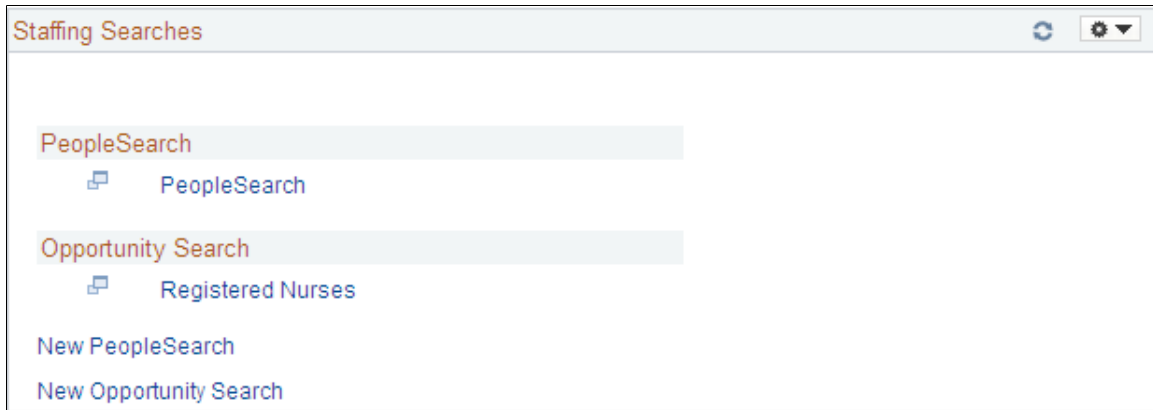 Staffing Searches
PeopleSearch
PeopleSearch
Opportunity Search
Registered Nurses
New PeopleSearch
New Opportunity Search